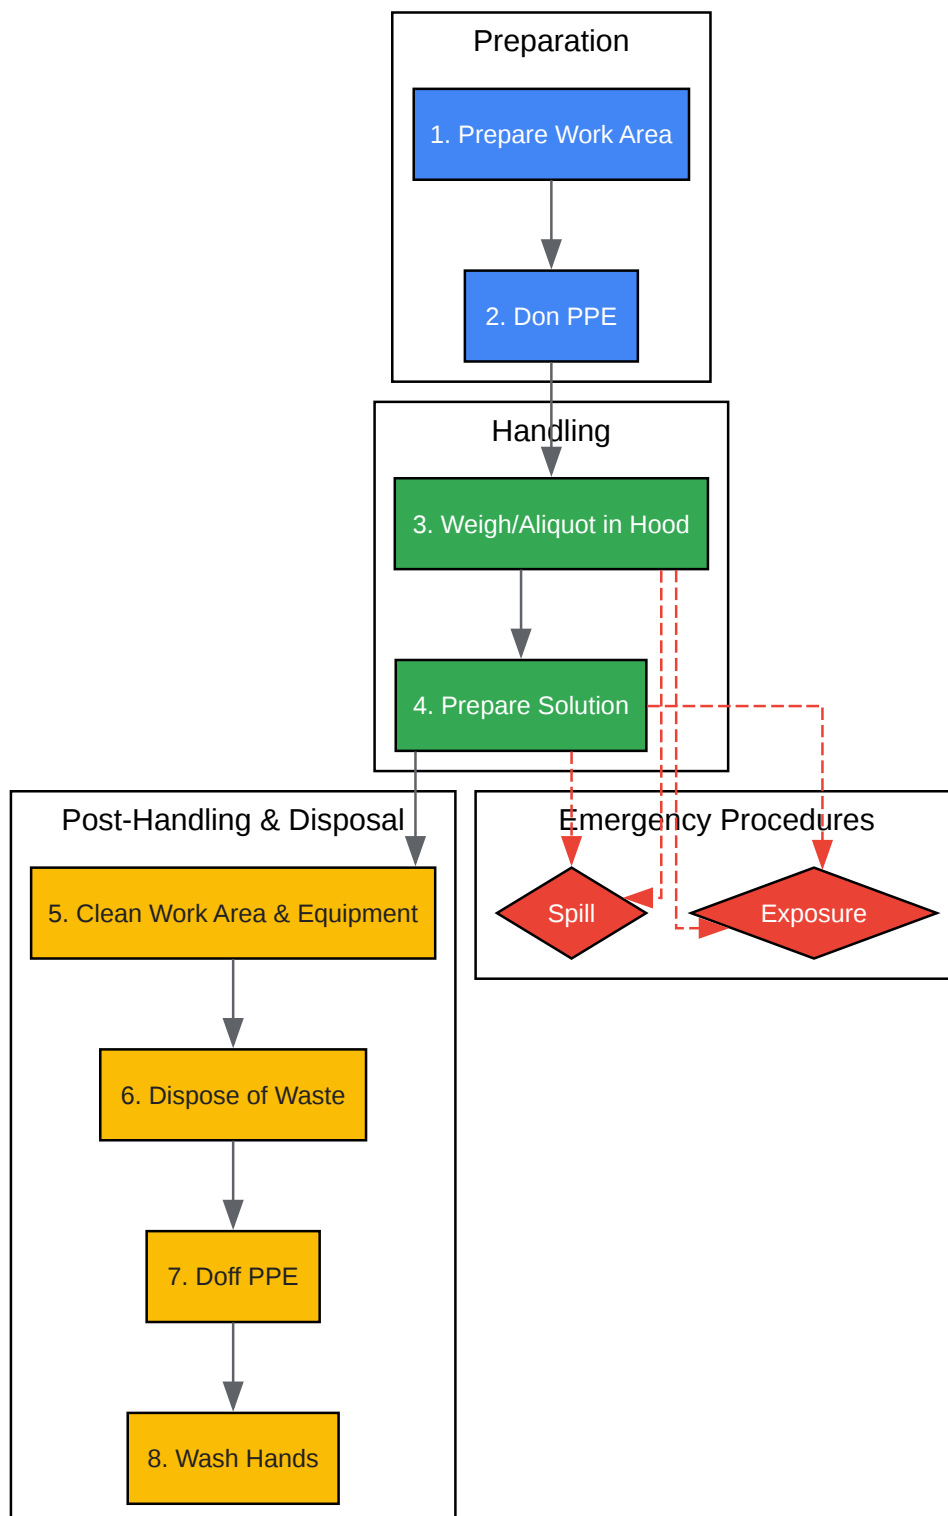 Preparation
1. Prepare Work Area
2. Don PPE
Handling
3. Weigh/Aliquot in Hood
4. Prepare Solution
Post-Handling & Disposal
5. Clean Work Area & Equipment
6. Dispose of Waste
7. Doff PPE
8. Wash Hands
Emergency Procedures
Spill
Exposure